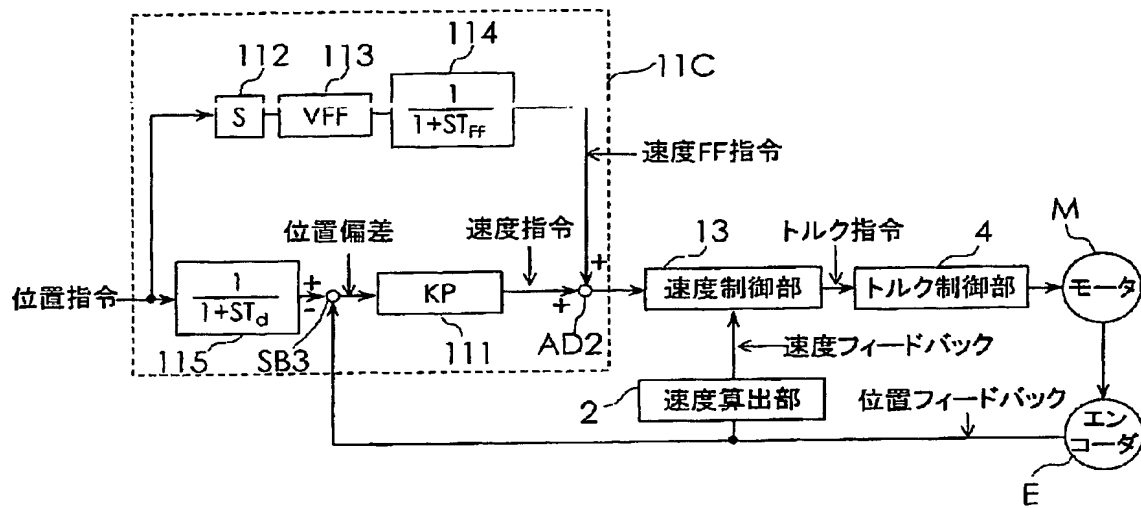 112
113
114
11C
S
VFF
1
1+ST_FF
速度FF指令
位置偏差
速度指令
13
トルク指令
4
M
位置指令
1
1+ST_d
+
-
KP
+
+
速度制御部
トルク制御部
モータ
115
SB3
111
AD2
速度フィードバック
2
速度算出部
位置フィードバック
エン
コーダ
E